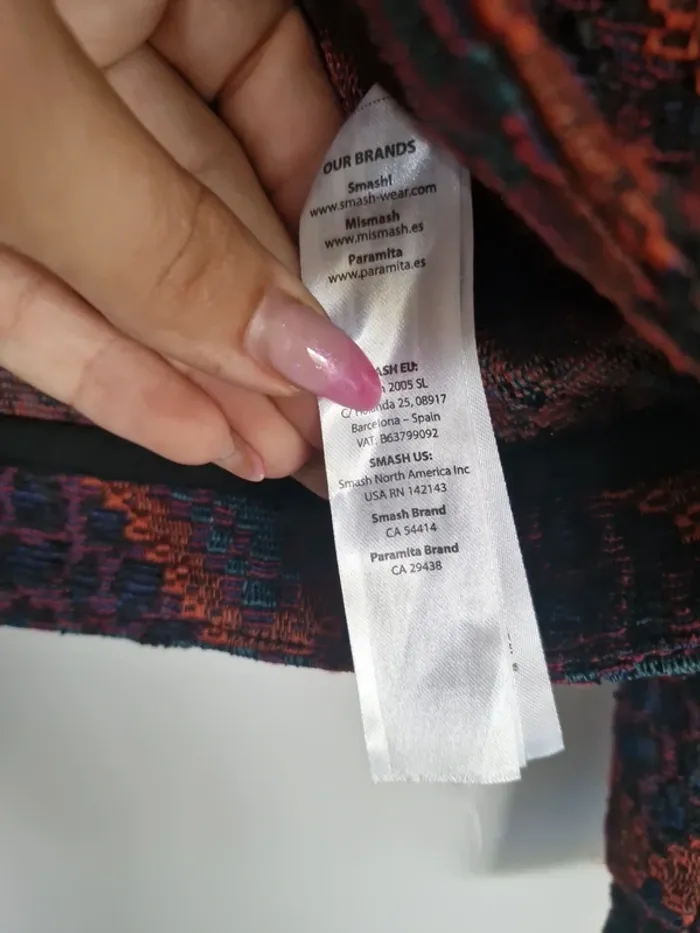 OUR BRANDS
Smash!
www.smash-wear.com
Mismash
www.mismash.es
Paramita
www.paramita.es
EU:
2005 SL
25, 08917
Barcelona – Spain
VAT: B63799092
SMASH US:
Smash North America Inc
USA RN 142143
Smash Brand
CA 54414
Paramita Brand
CA 29438